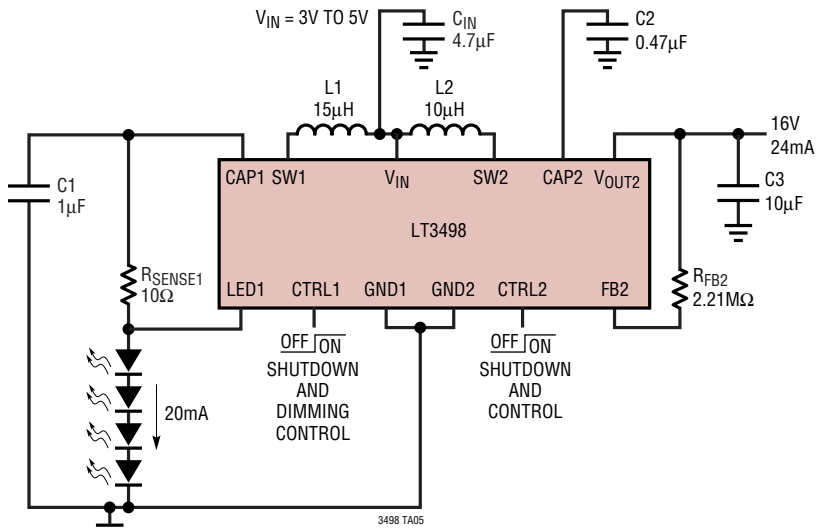 V_IN = 3V TO 5V
C_IN
4.7µF
C2
0.47µF
L1
15µH
L2
10µH
16V
24mA
C1
1µF
CAP1 SW1 V_IN SW2 CAP2 V_OUT2
C3
10µF
LT3498
R_SENSE1
10Ω
R_FB2
2.21MΩ
LED1 CTRL1 GND1 GND2 CTRL2 FB2
OFF ON
SHUTDOWN
AND
DIMMING
CONTROL
OFF ON
SHUTDOWN
AND
CONTROL
20mA
3498 TA05